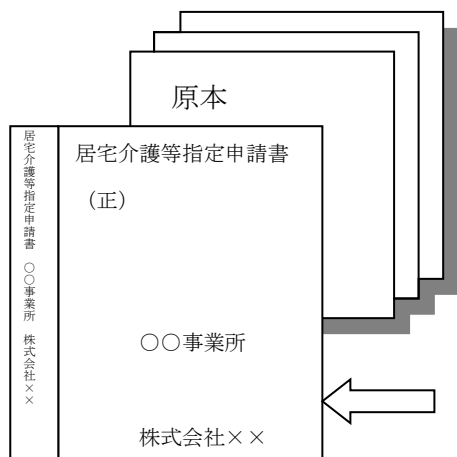 原本
居宅介護等指定申請書　○○事業所　株式会社××
居宅介護等指定申請書
（正）
○○事業所
株式会社××